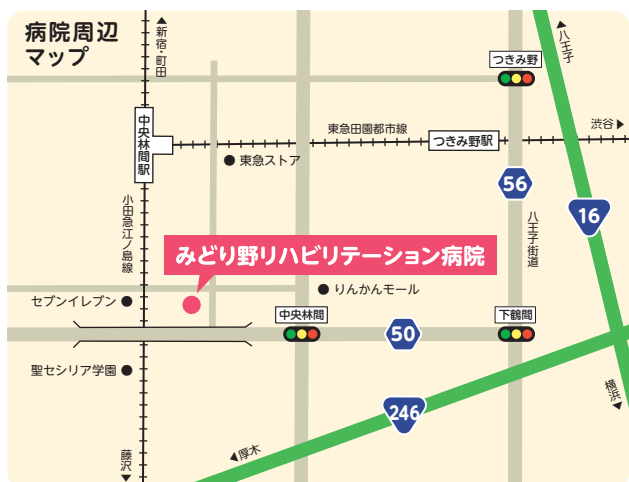 病院周辺
マップ
▲新宿・町田
八王子
つきみ野
渋谷▶
中央林間駅
東急田園都市線
つきみ野駅
東急ストア
56
16
小田急江ノ島線
八王子街道
みどり野リハビリテーション病院
りんかんモール
セブンイレブン
中央林間
下鶴間
50
聖セシリア学園
246
横浜
◀厚木
藤沢▼